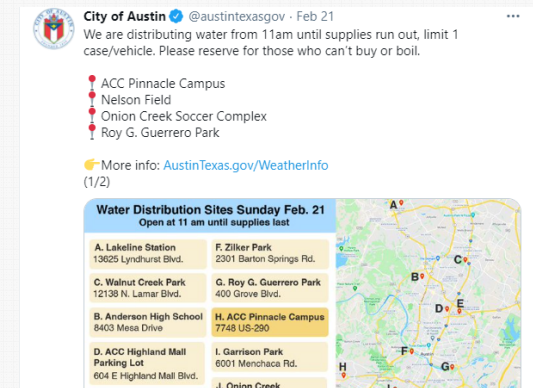 City of Austin @austintexasgov · Feb 21
We are distributing water from 11am until supplies run out, limit 1
case/vehicle. Please reserve for those who can't buy or boil.
ACC Pinnacle Campus
Nelson Field
Onion Creek Soccer Complex
Roy G. Guerrero Park
More info: AustinTexas.gov/WeatherInfo
(1/2)
Water Distribution Sites Sunday Feb. 21
Open at 11 am until supplies last
A. Lakeline Station
13625 Lyndhurst Blvd.
C. Walnut Creek Park
12138 N. Lamar Blvd.
B. Anderson High School
8403 Mesa Drive
D. ACC Highland Mall
Parking Lot
604 E Highland Mall Blvd.
F. Zilker Park
2301 Barton Springs Rd.
G. Roy G. Guerrero Park
400 Grove Blvd.
H. ACC Pinnacle Campus
7748 US-290
I. Garrison Park
6001 Menchaca Rd.
J. Onion Creek
A
C
B
D
E
F
G
H